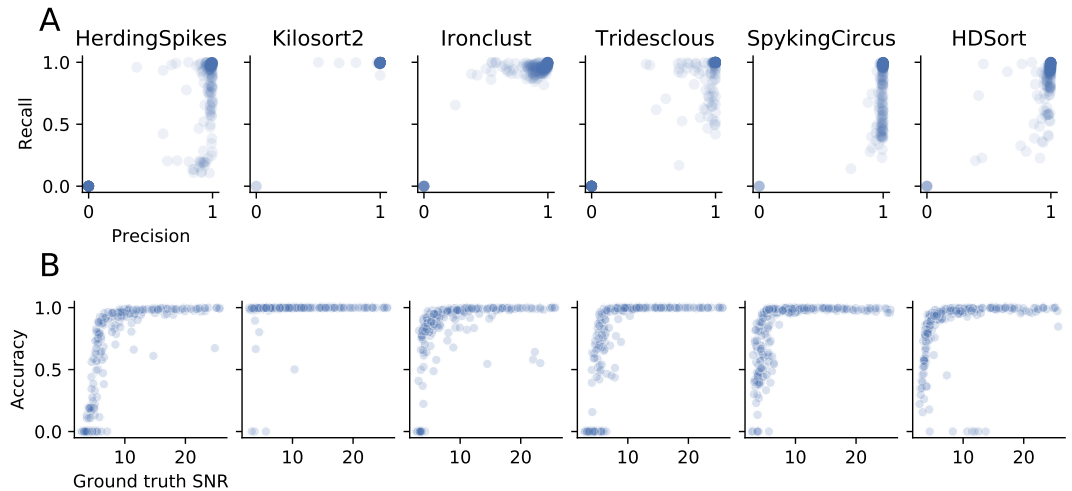 A
HerdingSpikes Kilosort2 Ironclust Tridesclous SpykingCircus HDSort
1.0
0.5
0.0
Recall
0 1 0 1 0 1 0 1 0 1 0 1
Precision
B
1.0
0.5
0.0
Accuracy
10 20 10 20 10 20 10 20 10 20 10 20
Ground truth SNR